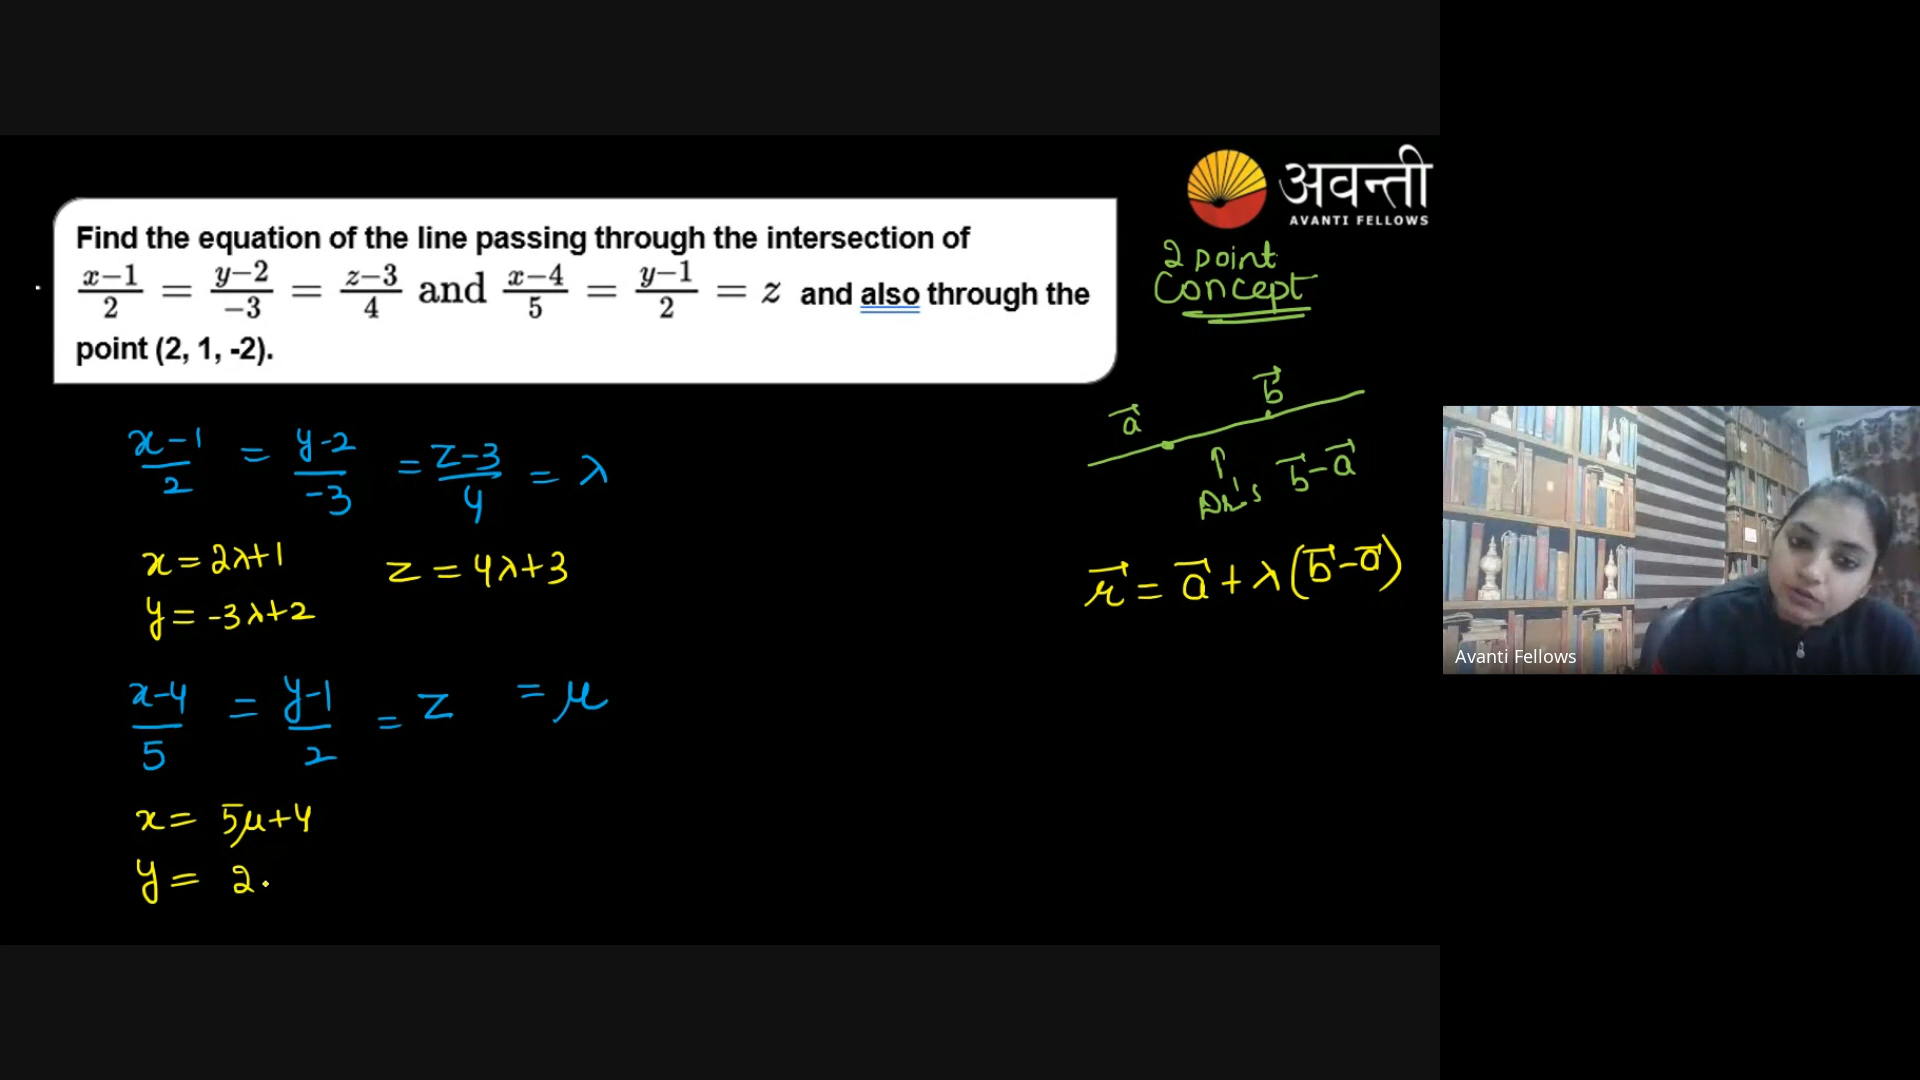 अवन्ती
AVANTI FELLOWS
Find the equation of the line passing through the intersection of
x−1/2 = y−2/−3 = z−3/4 and x−4/5 = y−1/2 = z and also through the
point (2, 1, -2).
2 point
Concept
x−1/2 = y-2/-3 = z-3/4 = λ
x = 2λ+1
z = 4λ+3
y = -3λ+2
x-4/5 = y-1/2 = z = μ
x = 5μ+4
y = 2
a⃗
b⃗
Dr's b⃗-a⃗
r⃗ = a⃗ + λ(b⃗-a⃗)
Avanti Fellows